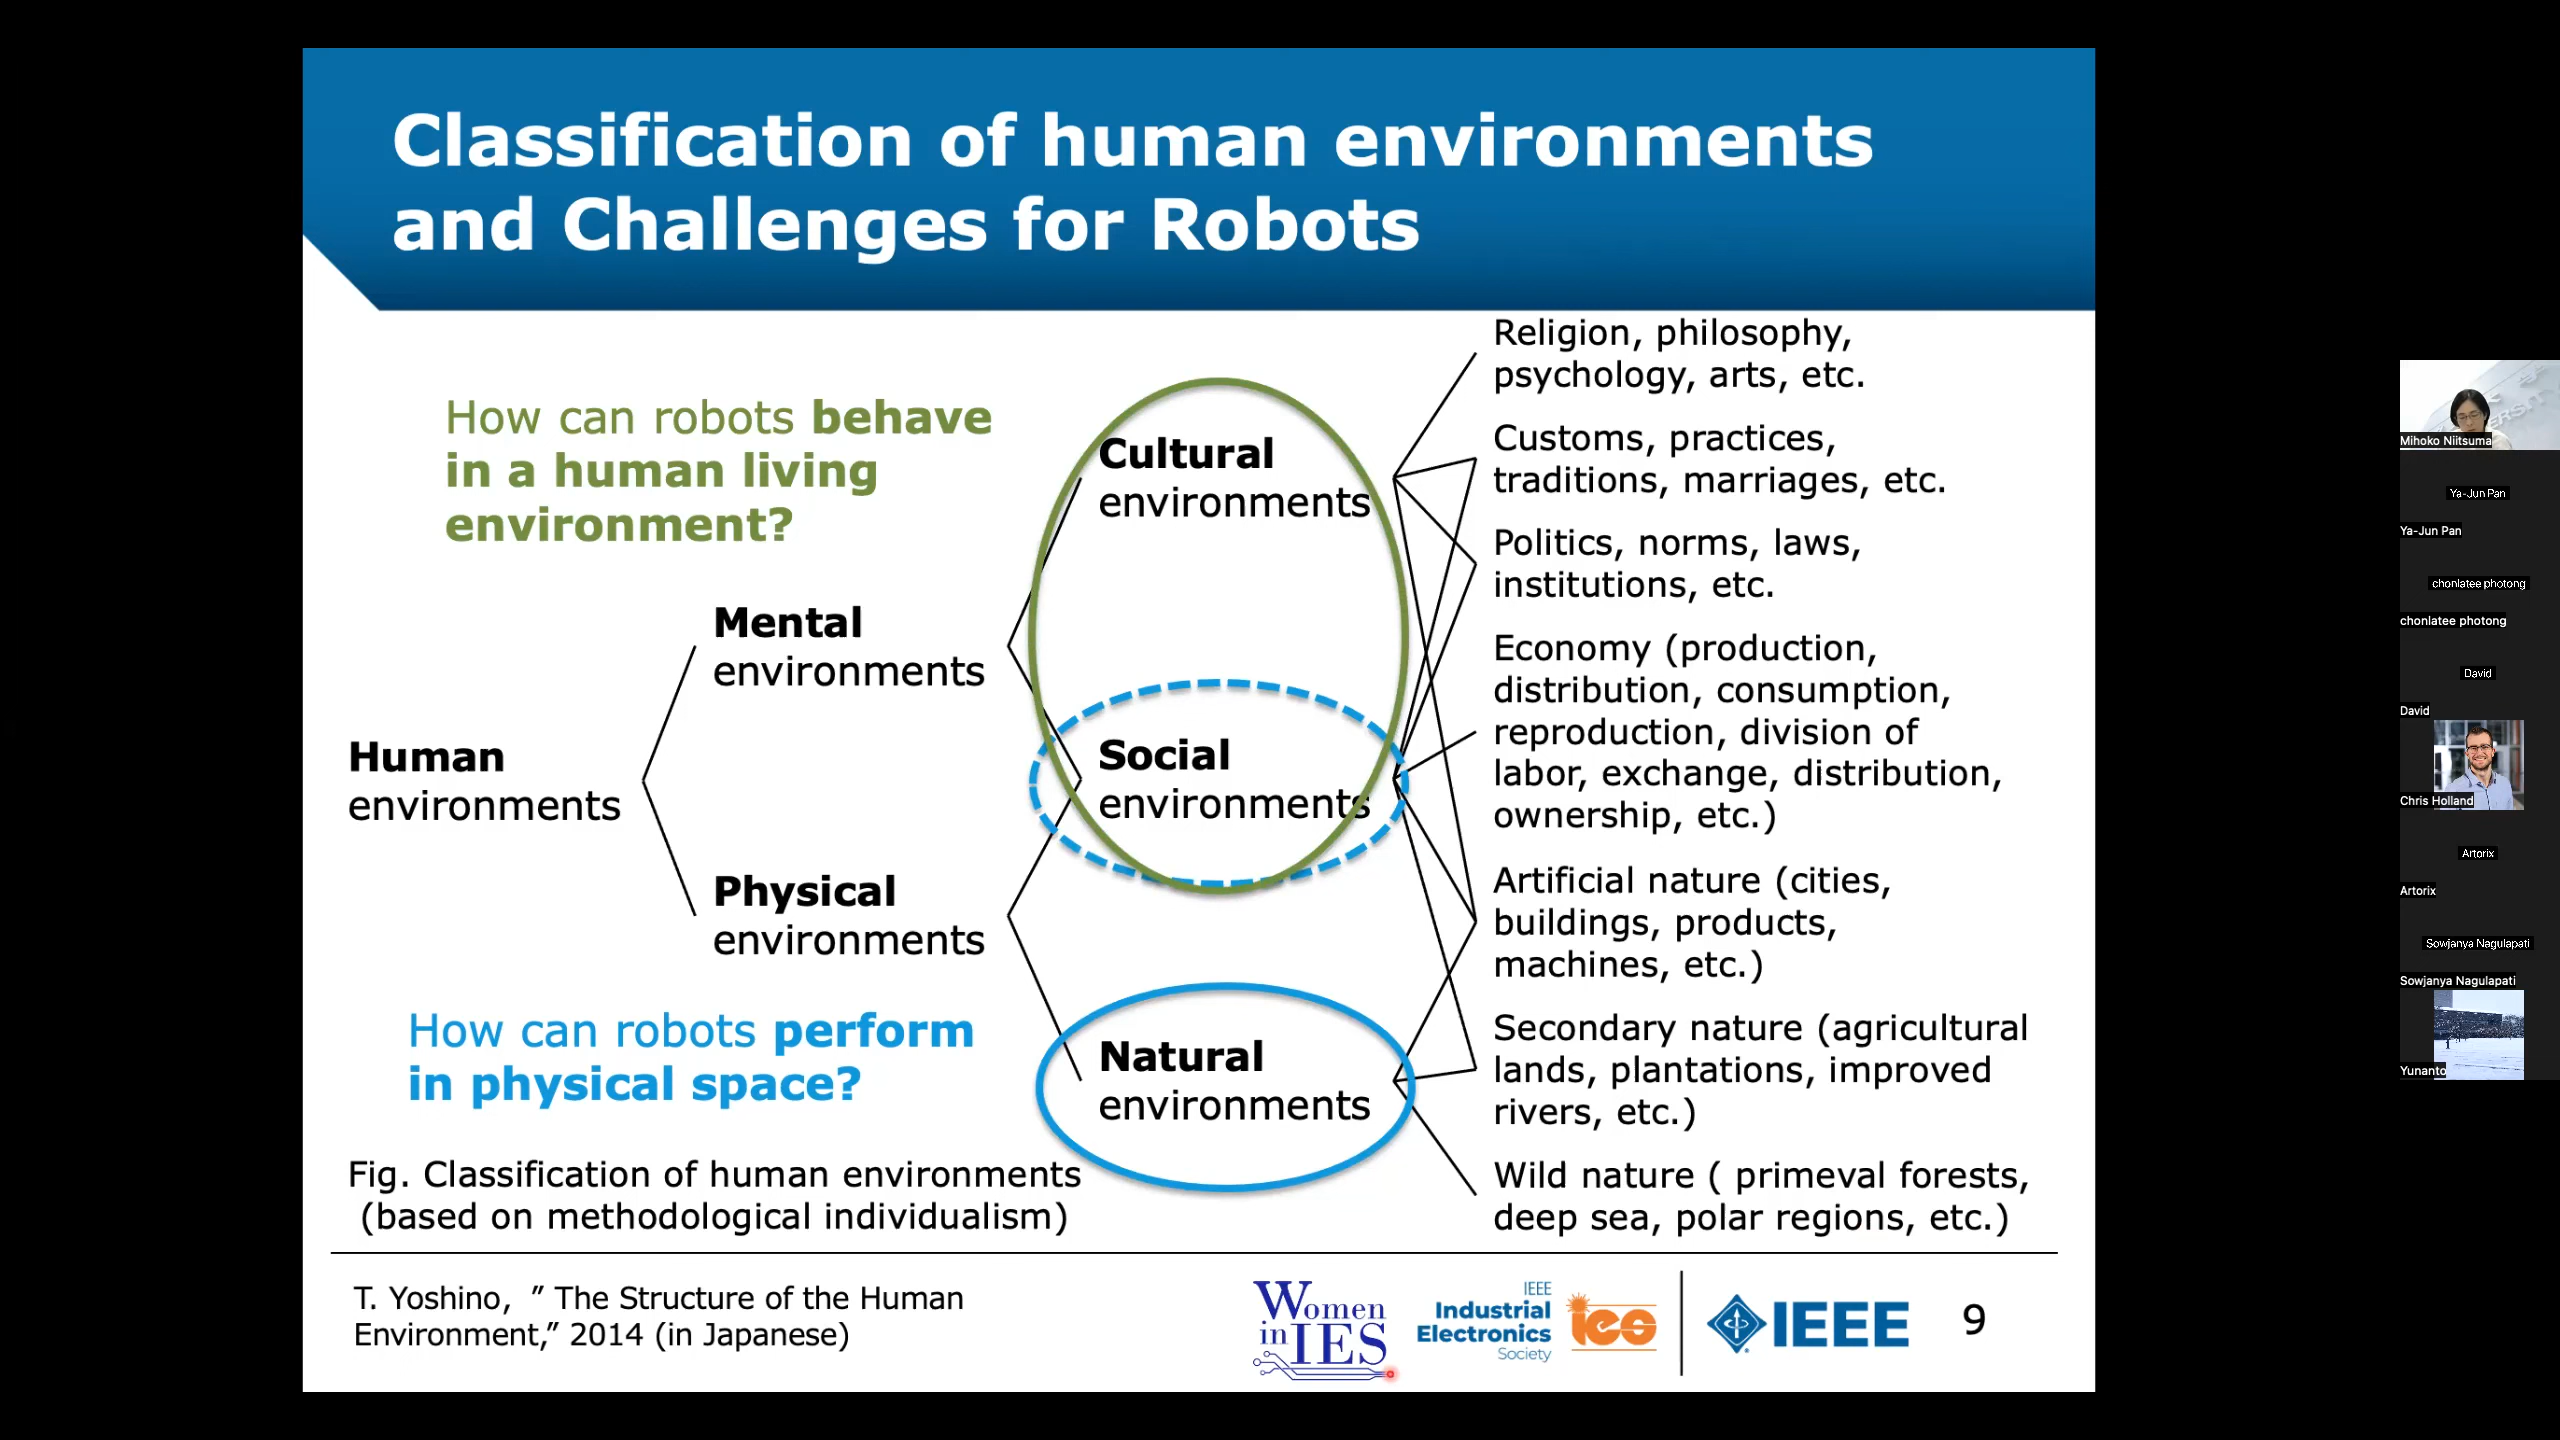 Classification of human environments
and Challenges for Robots
How can robots behave
in a human living
environment?
Human
environments
Mental
environments
Physical
environments
How can robots perform
in physical space?
Cultural
environments
Social
environments
Natural
environments
Religion, philosophy,
psychology, arts, etc.
Customs, practices,
traditions, marriages, etc.
Politics, norms, laws,
institutions, etc.
Economy (production,
distribution, consumption,
reproduction, division of
labor, exchange, distribution,
ownership, etc.)
Artificial nature (cities,
buildings, products,
machines, etc.)
Secondary nature (agricultural
lands, plantations, improved
rivers, etc.)
Wild nature ( primeval forests,
deep sea, polar regions, etc.)
Fig. Classification of human environments
(based on methodological individualism)
T. Yoshino, ” The Structure of the Human
Environment,” 2014 (in Japanese)
Women
in IES
IEEE
Industrial
Electronics
Society
ies
IEEE
9
Mihoko Niitsuma
Ya-Jun Pan
Ya-Jun Pan
chonlatee photong
chonlatee photong
David
David
Chris Holland
Artorix
Artorix
Sowjanya Nagulapati
Sowjanya Nagulapati
Yunanto